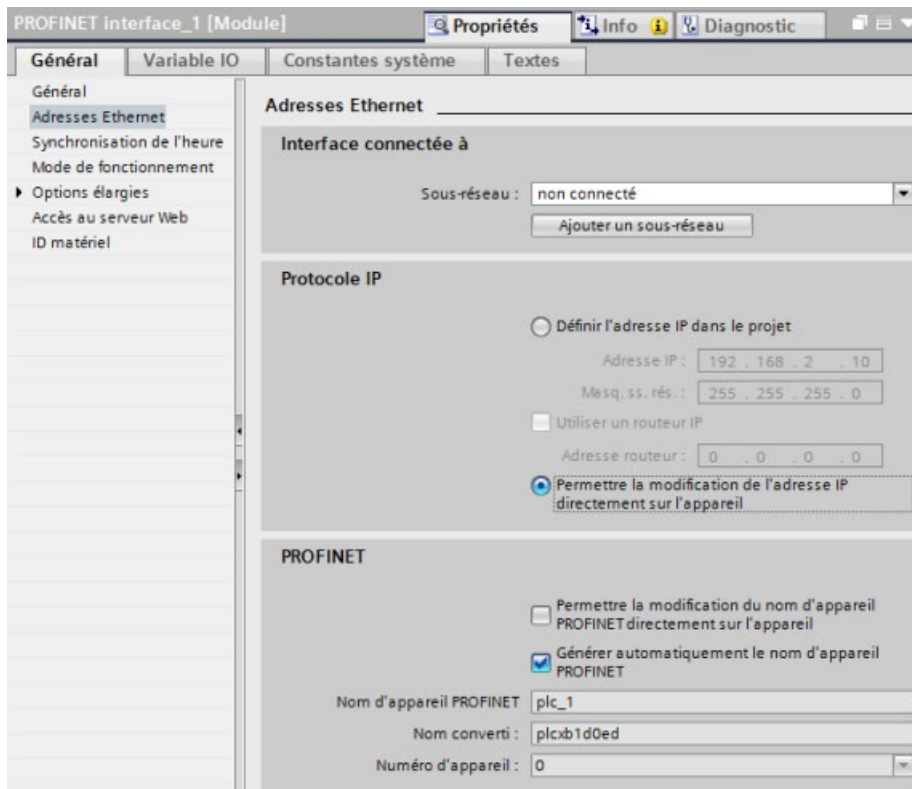 PROFINET interface_1 [Module]
Propriétés
Info
Diagnostic
Général
Variable IO
Constantes système
Textes
Général
Adresses Ethernet
Synchronisation de l'heure
Mode de fonctionnement
Options élargies
Accès au serveur Web
ID matériel
Adresses Ethernet
Interface connectée à
Sous-réseau : non connecté
Ajouter un sous-réseau
Protocole IP
Définir l'adresse IP dans le projet
Adresse IP : 192 . 168 . 2 . 10
Masq. ss. rés. : 255 . 255 . 255 . 0
Utiliser un routeur IP
Adresse routeur : 0 . 0 . 0 . 0
Permettre la modification de l'adresse IP
directement sur l'appareil
PROFINET
Permettre la modification du nom d'appareil
PROFINET directement sur l'appareil
Générer automatiquement le nom d'appareil
PROFINET
Nom d'appareil PROFINET plc_1
Nom converti : plcxb1d0ed
Numéro d'appareil : 0